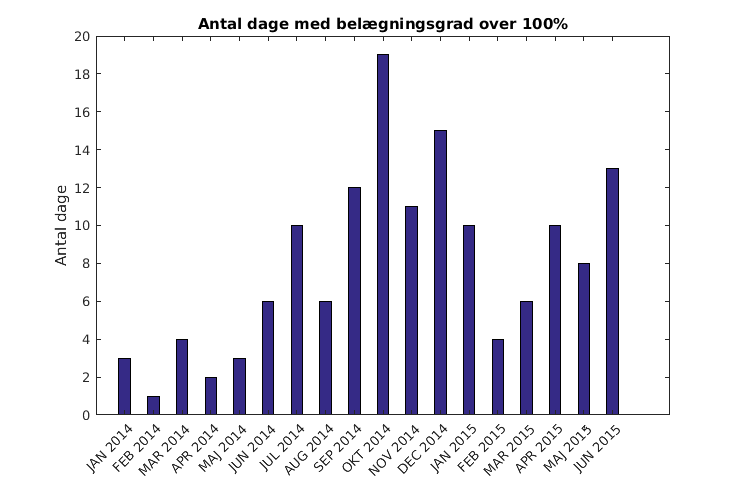 Antal dage med belægningsgrad over 100%
Antal dage
20
18
16
14
12
10
8
6
4
2
0
JAN 2014
FEB 2014
MAR 2014
APR 2014
MAJ 2014
JUN 2014
JUL 2014
AUG 2014
SEP 2014
OKT 2014
NOV 2014
DEC 2014
JAN 2015
FEB 2015
MAR 2015
APR 2015
MAJ 2015
JUN 2015